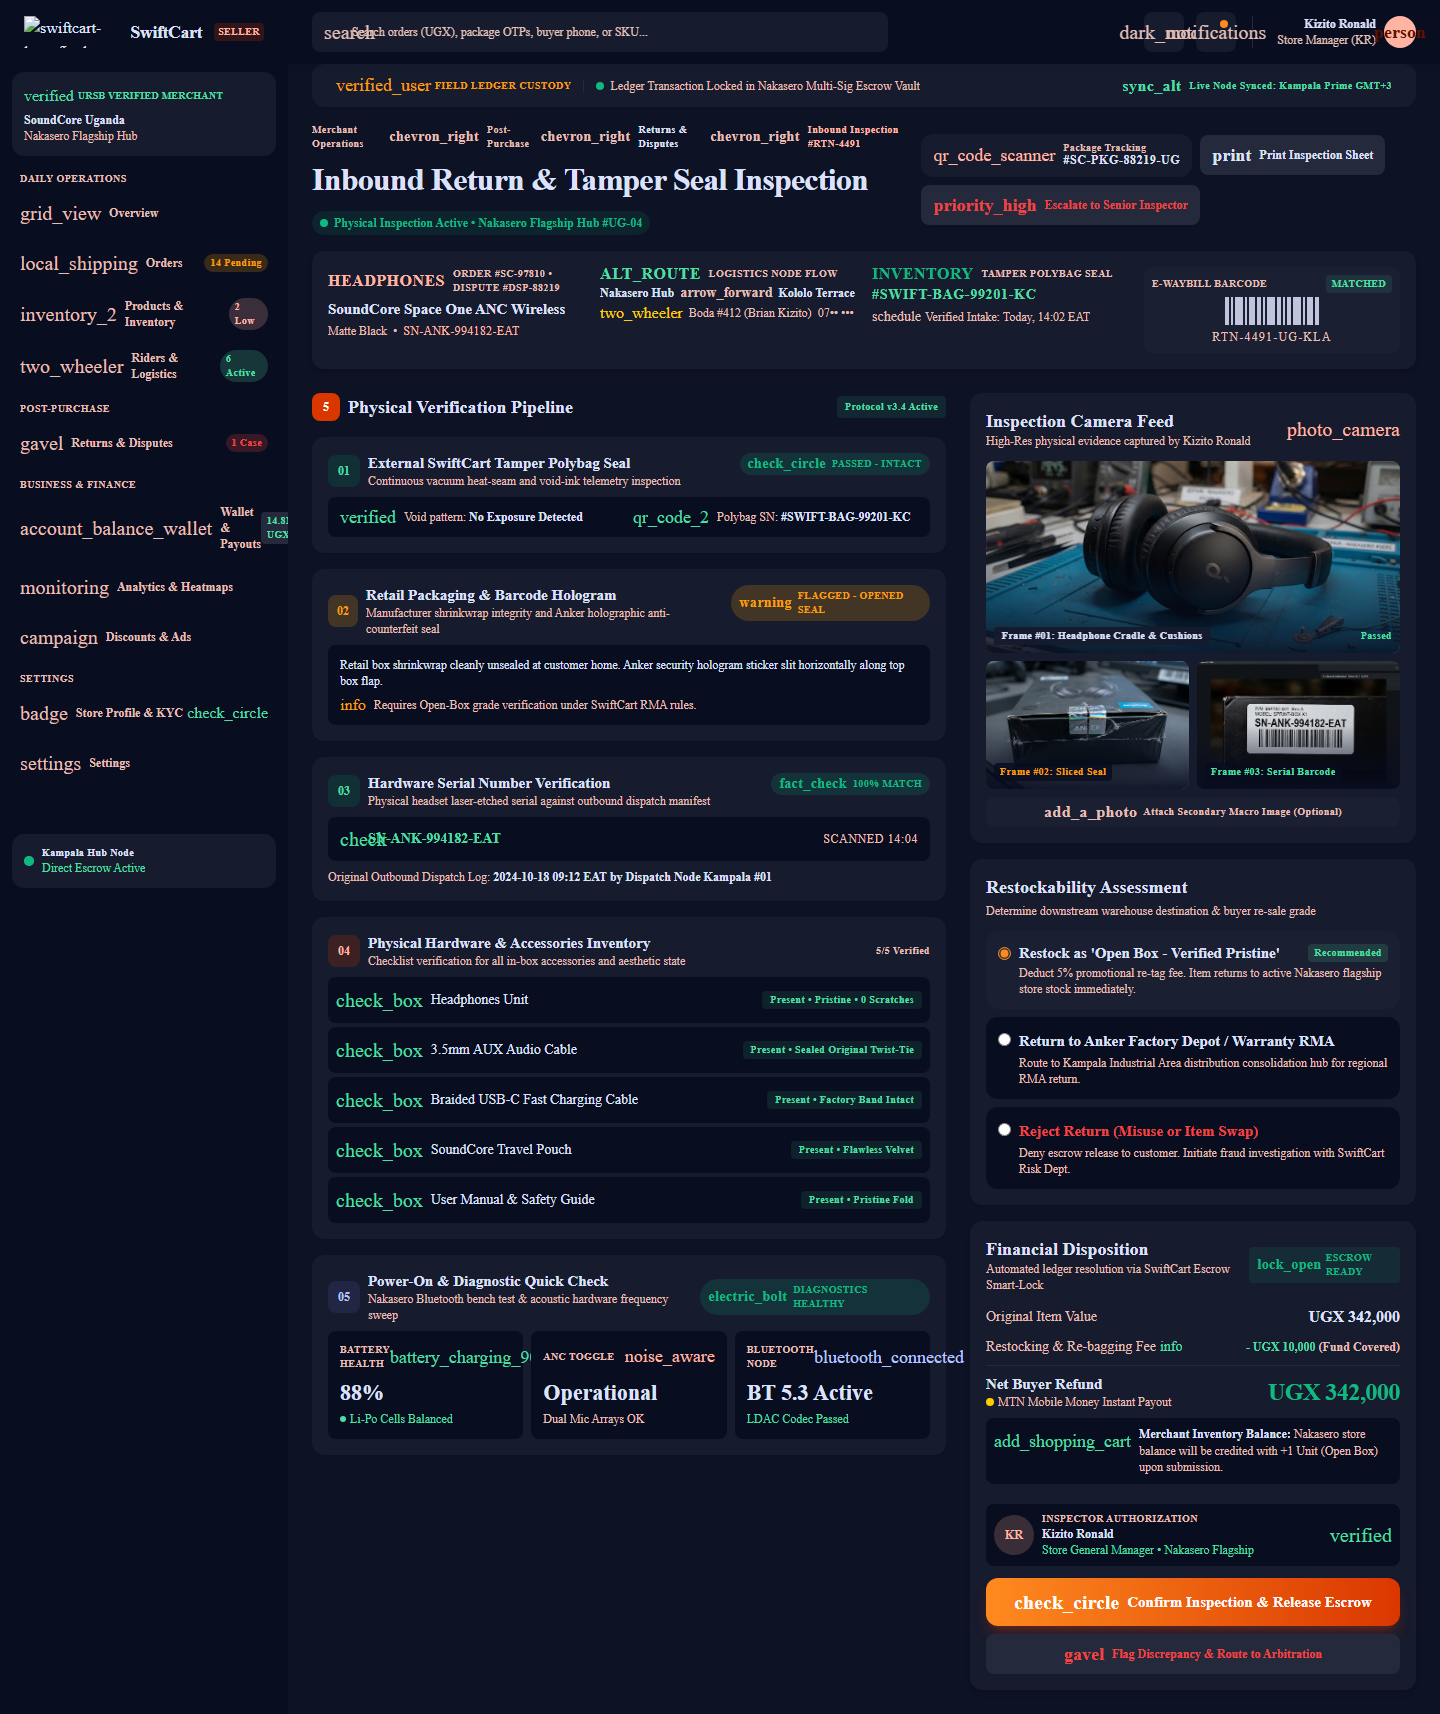 swiftcart-
SwiftCart
SELLER
search
Search orders (UGX), package OTPs, buyer phone, or SKU...
dark_mode
notifications
Kizito Ronald
Store Manager (KR)
person
verified URSB VERIFIED MERCHANT
SoundCore Uganda
Nakasero Flagship Hub
DAILY OPERATIONS
grid_view Overview
local_shipping Orders 14 Pending
inventory_2 Products & Inventory 2 Low
two_wheeler Riders & Logistics 6 Active
POST-PURCHASE
gavel Returns & Disputes 1 Case
BUSINESS & FINANCE
account_balance_wallet Wallet & Payouts UGX
monitoring Analytics & Heatmaps
campaign Discounts & Ads
SETTINGS
badge Store Profile & KYC check_circle
settings Settings
Kampala Hub Node
Direct Escrow Active
verified_user FIELD LEDGER CUSTODY
Ledger Transaction Locked in Nakasero Multi-Sig Escrow Vault
sync_alt Live Node Synced: Kampala Prime GMT+3
Merchant Operations chevron_right Post-Purchase chevron_right Returns & Disputes chevron_right Inbound Inspection #RTN-4491
Inbound Return & Tamper Seal Inspection
Physical Inspection Active • Nakasero Flagship Hub #UG-04
qr_code_scanner Package Tracking
#SC-PKG-88219-UG
print Print Inspection Sheet
priority_high Escalate to Senior Inspector
HEADPHONES ORDER #SC-97810 • DISPUTE #DSP-88219
SoundCore Space One ANC Wireless
Matte Black • SN-ANK-994182-EAT
ALT_ROUTE LOGISTICS NODE FLOW
Nakasero Hub arrow_forward Kololo Terrace
two_wheeler Boda #412 (Brian Kizito) 07•• •••
INVENTORY TAMPER POLYBAG SEAL
#SWIFT-BAG-99201-KC
schedule Verified Intake: Today, 14:02 EAT
E-WAYBILL BARCODE MATCHED
RTN-4491-UG-KLA
5 Physical Verification Pipeline
Protocol v3.4 Active
01 External SwiftCart Tamper Polybag Seal
Continuous vacuum heat-seam and void-ink telemetry inspection
check_circle PASSED - INTACT
verified Void pattern: No Exposure Detected
qr_code_2 Polybag SN: #SWIFT-BAG-99201-KC
02 Retail Packaging & Barcode Hologram
Manufacturer shrinkwrap integrity and Anker holographic anti-
counterfeit seal
warning FLAGGED - OPENED SEAL
Retail box shrinkwrap cleanly unsealed at customer home. Anker security hologram sticker slit horizontally along top
box flap.
info Requires Open-Box grade verification under SwiftCart RMA rules.
03 Hardware Serial Number Verification
Physical headset laser-etched serial against outbound dispatch manifest
fact_check 100% MATCH
check
SN-ANK-994182-EAT
SCANNED 14:04
Original Outbound Dispatch Log: 2024-10-18 09:12 EAT by Dispatch Node Kampala #01
04 Physical Hardware & Accessories Inventory
Checklist verification for all in-box accessories and aesthetic state
5/5 Verified
check_box Headphones Unit Present • Pristine • 0 Scratches
check_box 3.5mm AUX Audio Cable Present • Sealed Original Twist-Tie
check_box Braided USB-C Fast Charging Cable Present • Factory Band Intact
check_box SoundCore Travel Pouch Present • Flawless Velvet
check_box User Manual & Safety Guide Present • Pristine Fold
05 Power-On & Diagnostic Quick Check
Nakasero Bluetooth bench test & acoustic hardware frequency
sweep
electric_bolt DIAGNOSTICS HEALTHY
BATTERY HEALTH battery_charging_9
88%
Li-Po Cells Balanced
ANC TOGGLE noise_aware
Operational
Dual Mic Arrays OK
BLUETOOTH NODE bluetooth_connected
BT 5.3 Active
LDAC Codec Passed
Inspection Camera Feed
High-Res physical evidence captured by Kizito Ronald
photo_camera
Frame #01: Headphone Cradle & Cushions
Passed
ANKER
Frame #02: Sliced Seal
SN-ANK-994182-EAT
Frame #03: Serial Barcode
add_a_photo Attach Secondary Macro Image (Optional)
Restockability Assessment
Determine downstream warehouse destination & buyer re-sale grade
Restock as 'Open Box - Verified Pristine' Recommended
Deduct 5% promotional re-tag fee. Item returns to active Nakasero flagship
store stock immediately.
Return to Anker Factory Depot / Warranty RMA
Route to Kampala Industrial Area distribution consolidation hub for regional
RMA return.
Reject Return (Misuse or Item Swap)
Deny escrow release to customer. Initiate fraud investigation with SwiftCart
Risk Dept.
Financial Disposition
Automated ledger resolution via SwiftCart Escrow
Smart-Lock
lock_open ESCROW READY
Original Item Value UGX 342,000
Restocking & Re-bagging Fee info - UGX 10,000 (Fund Covered)
Net Buyer Refund
MTN Mobile Money Instant Payout
UGX 342,000
add_shopping_cart Merchant Inventory Balance: Nakasero store
balance will be credited with +1 Unit (Open Box)
upon submission.
KR INSPECTOR AUTHORIZATION
Kizito Ronald
Store General Manager • Nakasero Flagship
verified
check_circle Confirm Inspection & Release Escrow
gavel Flag Discrepancy & Route to Arbitration